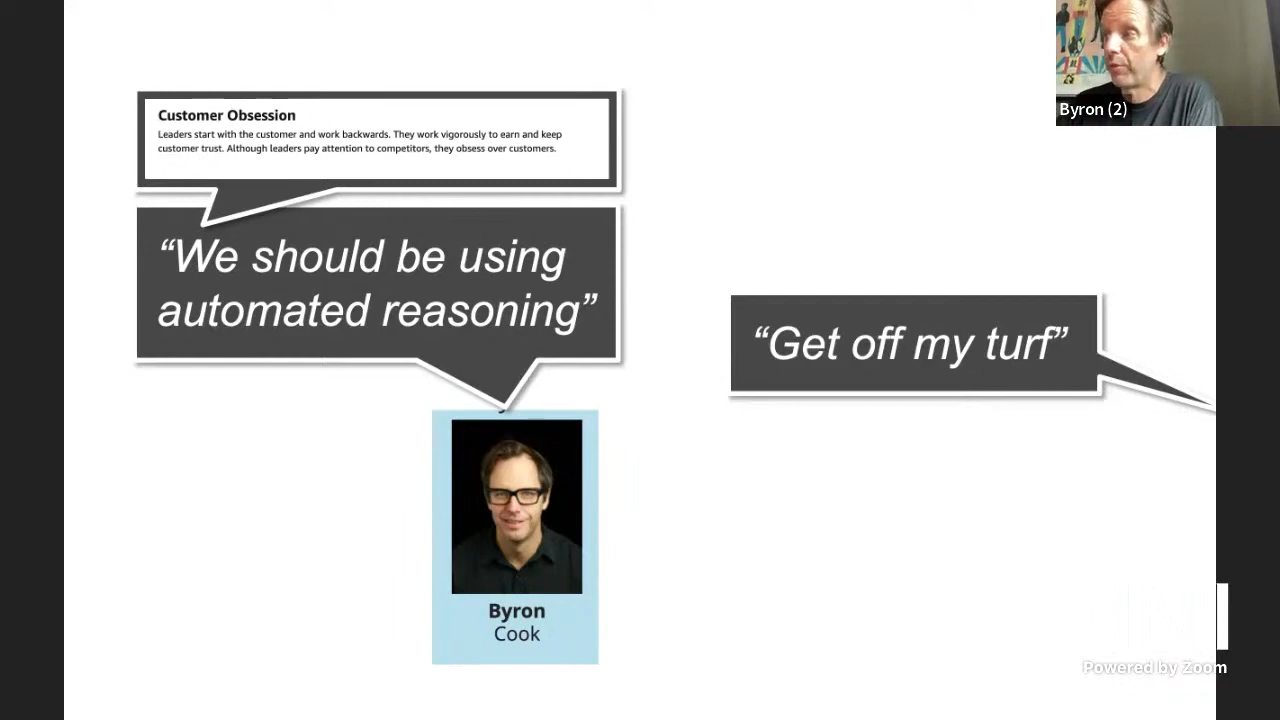 Byron (2)
Customer Obsession
Leaders start with the customer and work backwards. They work vigorously to earn and keep
customer trust. Although leaders pay attention to competitors, they obsess over customers.
“We should be using
automated reasoning”
“Get off my turf”
Byron
Cook
Powered by Zoom